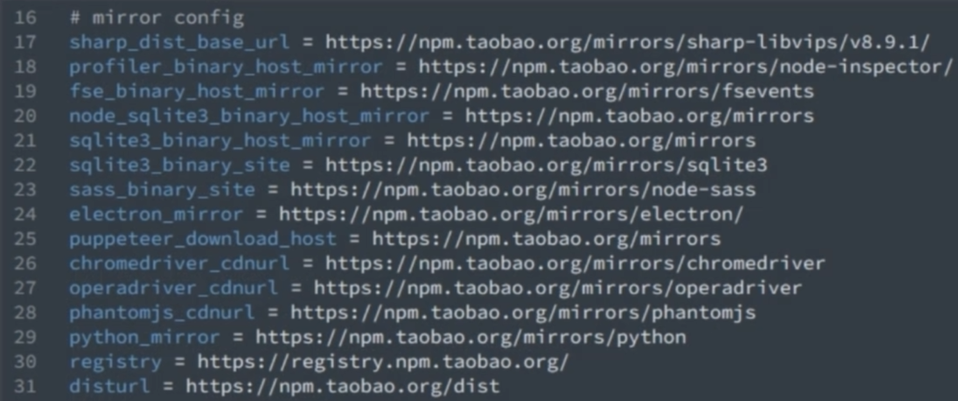 16 # mirror config
17 sharp_dist_base_url = https://npm.taobao.org/mirrors/sharp-libvips/v8.9.1/
18 profiler_binary_host_mirror = https://npm.taobao.org/mirrors/node-inspector/
19 fse_binary_host_mirror = https://npm.taobao.org/mirrors/fsevents
20 node_sqlite3_binary_host_mirror = https://npm.taobao.org/mirrors
21 sqlite3_binary_host_mirror = https://npm.taobao.org/mirrors
22 sqlite3_binary_site = https://npm.taobao.org/mirrors/sqlite3
23 sass_binary_site = https://npm.taobao.org/mirrors/node-sass
24 electron_mirror = https://npm.taobao.org/mirrors/electron/
25 puppeteer_download_host = https://npm.taobao.org/mirrors
26 chromedriver_cdnurl = https://npm.taobao.org/mirrors/chromedriver
27 operadriver_cdnurl = https://npm.taobao.org/mirrors/operadriver
28 phantomjs_cdnurl = https://npm.taobao.org/mirrors/phantomjs
29 python_mirror = https://npm.taobao.org/mirrors/python
30 registry = https://registry.npm.taobao.org/
31 disturl = https://npm.taobao.org/dist